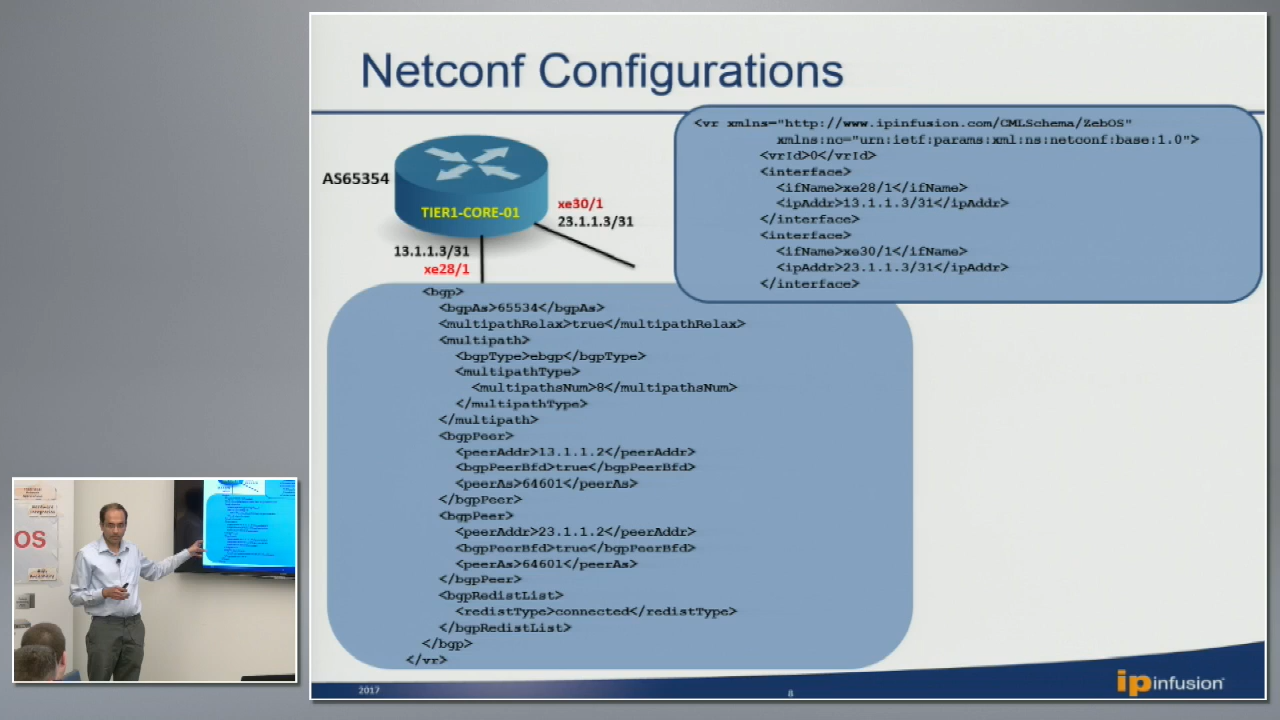 Netconf Configurations
AS65354
TIER1-CORE-01
xe30/1
23.1.1.3/31
13.1.1.3/31
xe28/1
<vr xmlns="http://www.ipinfusion.com/CMLSchema/ZebOS"
xmlns:nc="urn:ietf:params:xml:ns:netconf:base:1.0">
<vrId>0</vrId>
<interface>
<ifName>xe28/1</ifName>
<ipAddr>13.1.1.3/31</ipAddr>
</interface>
<interface>
<ifName>xe30/1</ifName>
<ipAddr>23.1.1.3/31</ipAddr>
</interface>
<bgp>
<bgpAs>65534</bgpAs>
<multipathRelax>true</multipathRelax>
<multipath>
<bgpType>ebgp</bgpType>
<multipathType>
<multipathsNum>8</multipathsNum>
</multipathType>
</multipath>
<bgpPeer>
<peerAddr>13.1.1.2</peerAddr>
<bgpPeerBfd>true</bgpPeerBfd>
<peerAs>64601</peerAs>
</bgpPeer>
<bgpPeer>
<peerAddr>23.1.1.2</peerAddr>
<bgpPeerBfd>true</bgpPeerBfd>
<peerAs>64601</peerAs>
</bgpPeer>
<bgpRedistList>
<redistType>connected</redistType>
</bgpRedistList>
</bgp>
</vr>
2017
8
ipinfusion
OS